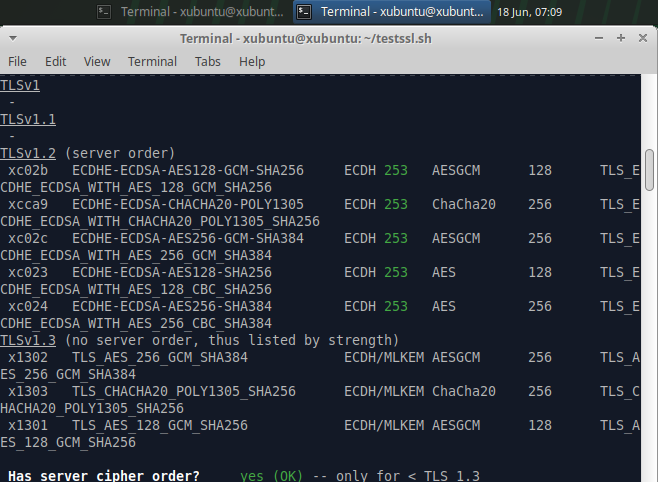 Terminal - xubuntu@xubunt... Terminal - xubuntu@xubunt... 18 Jun, 07:09
Terminal - xubuntu@xubuntu: ~/testssl.sh
File Edit View Terminal Tabs Help
TLSv1
-
TLSv1.1
-
TLSv1.2 (server order)
xc02b ECDHE-ECDSA-AES128-GCM-SHA256 ECDH 253 AESGCM 128 TLS_E
CDHE_ECDSA_WITH_AES_128_GCM_SHA256
xcca9 ECDHE-ECDSA-CHACHA20-POLY1305 ECDH 253 ChaCha20 256 TLS_E
CDHE_ECDSA_WITH_CHACHA20_POLY1305_SHA256
xc02c ECDHE-ECDSA-AES256-GCM-SHA384 ECDH 253 AESGCM 256 TLS_E
CDHE_ECDSA_WITH_AES_256_GCM_SHA384
xc023 ECDHE-ECDSA-AES128-SHA256 ECDH 253 AES 128 TLS_E
CDHE_ECDSA_WITH_AES_128_CBC_SHA256
xc024 ECDHE-ECDSA-AES256-SHA384 ECDH 253 AES 256 TLS_E
CDHE_ECDSA_WITH_AES_256_CBC_SHA384
TLSv1.3 (no server order, thus listed by strength)
x1302 TLS_AES_256_GCM_SHA384 ECDH/MLKEM AESGCM 256 TLS_A
ES_256_GCM_SHA384
x1303 TLS_CHACHA20_POLY1305_SHA256 ECDH/MLKEM ChaCha20 256 TLS_C
HACHA20_POLY1305_SHA256
x1301 TLS_AES_128_GCM_SHA256 ECDH/MLKEM AESGCM 128 TLS_A
ES_128_GCM_SHA256
Has server cipher order? yes (OK) -- only for < TLS 1.3